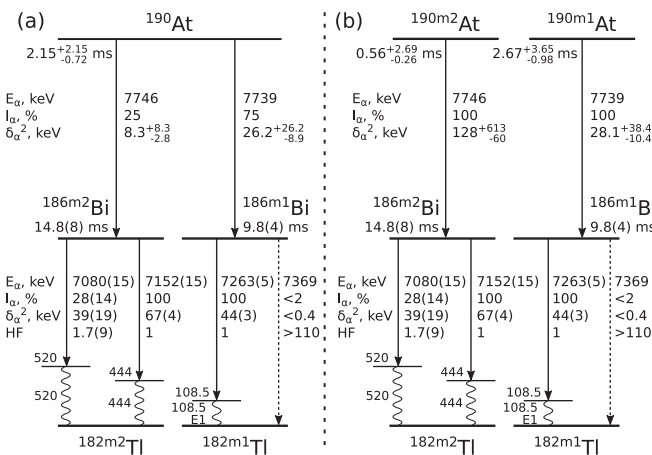 (a)
¹⁹⁰At
2.15+2.15-0.72 ms
Eα, keV 7746 7739
Iα, % 25 75
δα², keV 8.3+8.3-2.8 26.2+26.2-8.9
186m2Bi 186m1Bi
14.8(8) ms 9.8(4) ms
Eα, keV 7080(15) 7152(15) 7263(5) 7369
Iα, % 28(14) 100 100 <2
δα², keV 39(19) 67(4) 44(3) <0.4
HF 1.7(9) 1 1 >110
520
444
108.5
520
444
108.5
E1
182m2Tl 182m1Tl
(b)
190m2At 190m1At
0.56+2.69-0.26 ms 2.67+3.65-0.98 ms
Eα, keV 7746 7739
Iα, % 100 100
δα², keV 128+613-60 28.1+38.4-10.4
186m2Bi 186m1B
14.8(8) ms 9.8(4) ms
Eα, keV 7080(15) 7152(15) 7263(5) 7369
Iα, % 28(14) 100 100 <2
δα², keV 39(19) 67(4) 44(3) <0.4
HF 1.7(9) 1 1 >110
520
444
108.5
520
444
108.5
E1
182m2Tl 182m1Tl